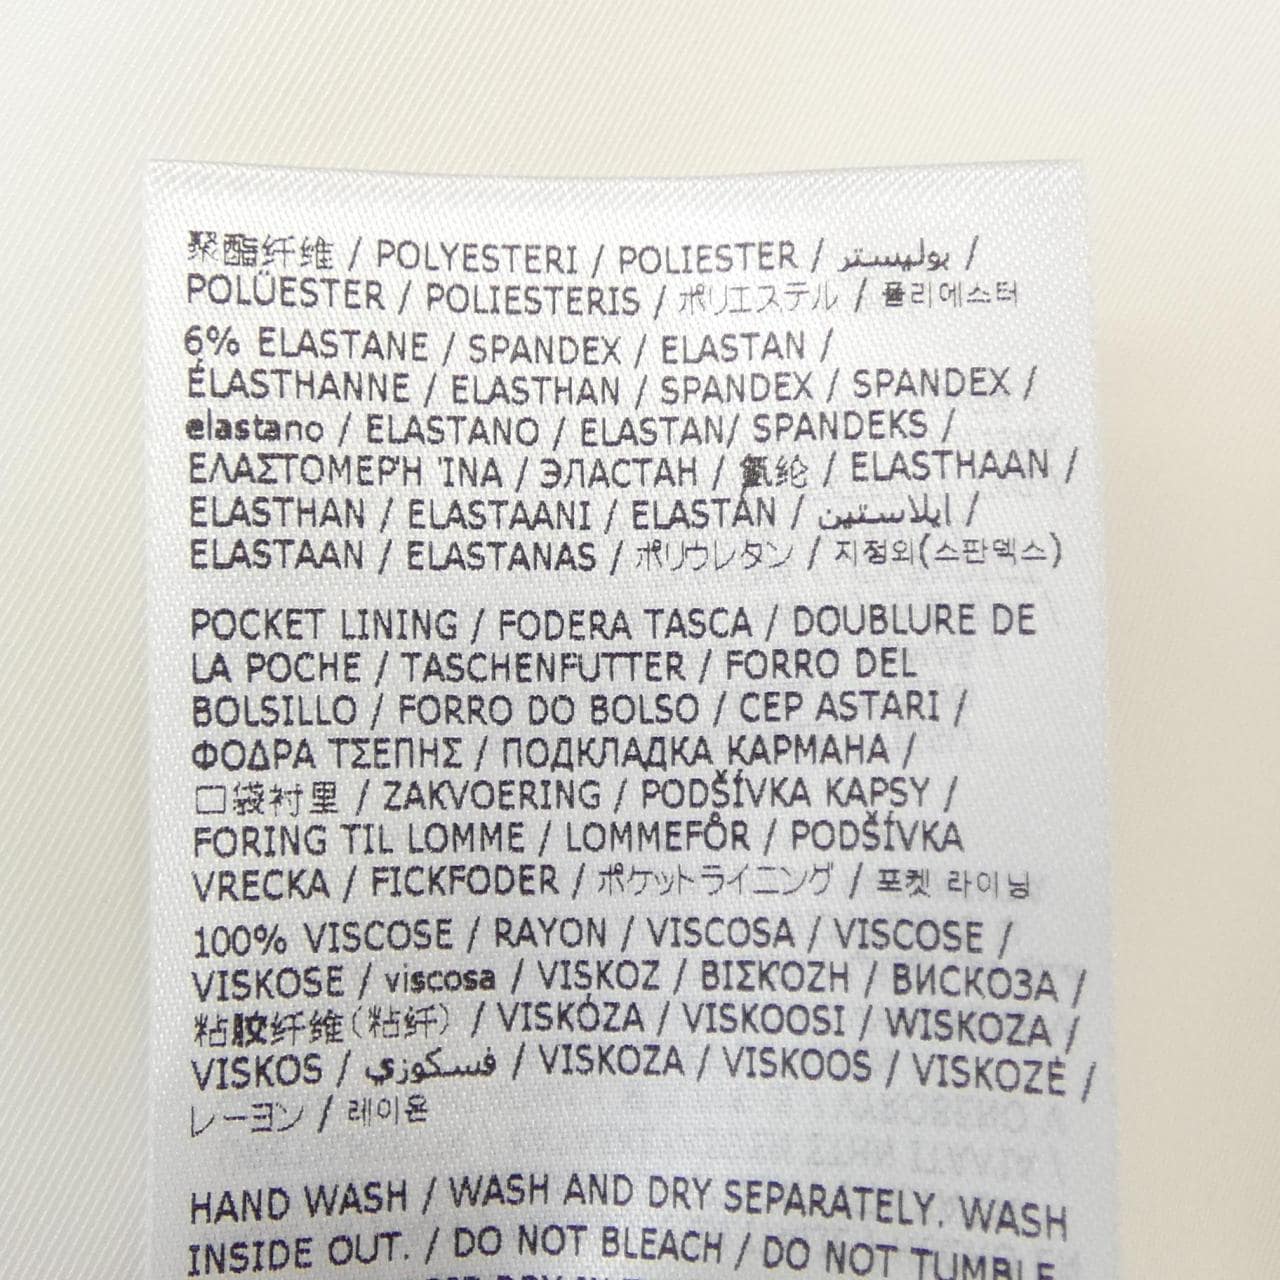 聚酯纤维 / POLYESTERI / POLIESTER / بوليستر /
POLÜESTER / POLIESTERIS / ポリエステル / 폴리에스터
6% ELASTANE / SPANDEX / ELASTAN /
ÉLASTHANNE / ELASTHAN / SPANDEX / SPANDEX /
elastano / ELASTANO / ELASTAN/ SPANDEKS /
ΕΛΑΣΤΟΜΕΡΉ ΊΝΑ / ЭЛАСТАН / 氨纶 / ELASTHAAN /
ELASTHAN / ELASTAANI / ELASTÁN / ايلاستين /
ELASTAAN / ELASTANAS / ポリウレタン / 지정외(스판덱스)
POCKET LINING / FODERA TASCA / DOUBLURE DE
LA POCHE / TASCHENFUTTER / FORRO DEL
BOLSILLO / FORRO DO BOLSO / CEP ASTARI /
ΦΟΔΡΑ ΤΣΕΠΗΣ / ПОДКЛАДКА КАРМАНА /
口袋衬里 / ZAKVOERING / PODŠÍVKA KAPSY /
FORING TIL LOMME / LOMMEFÔR / PODŠÍVKA
VRECKA / FICKFODER / ポケットライニング / 포켓 라이닝
100% VISCOSE / RAYON / VISCOSA / VISCOSE /
VISKOSE / viscosa / VISKOZ / ΒΙΣΚΌΖΗ / ВИСКОЗА /
粘胶纤维(粘纤) / VISKÓZA / VISKOOSI / WISKOZA /
VISKOS / فسكوزي / VISKOZA / VISKOOS / VISKOZĖ /
レーヨン / 레이온
HAND WASH / WASH AND DRY SEPARATELY. WASH
INSIDE OUT. / DO NOT BLEACH / DO NOT TUMBLE